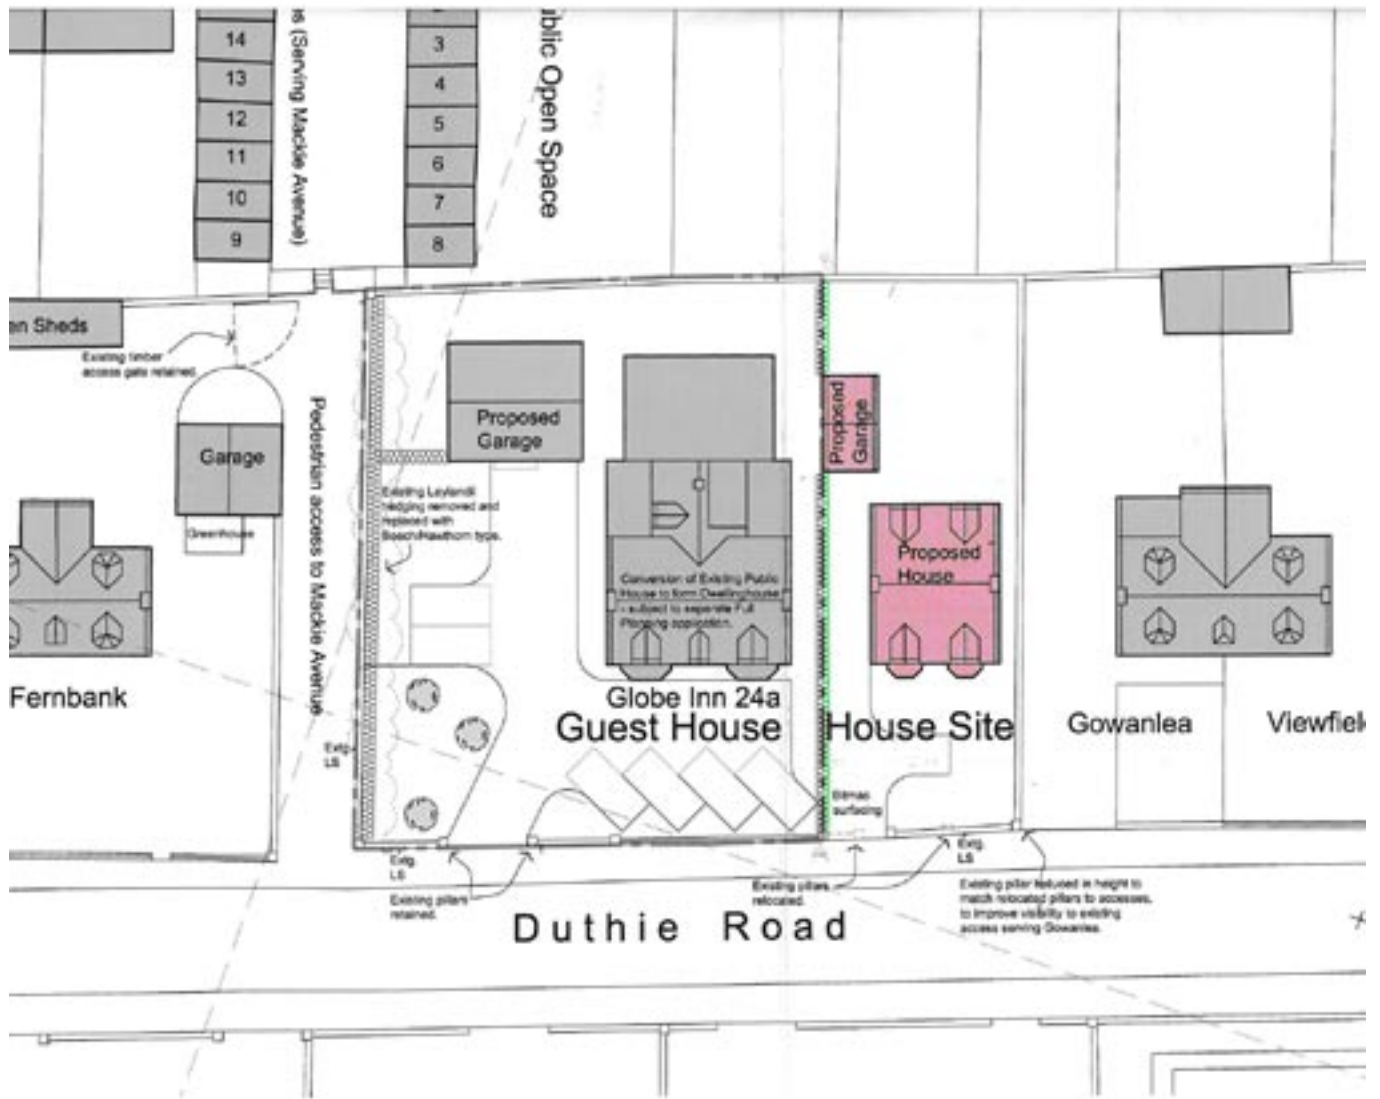 14
13
12
11
10
9
3
4
5
6
7
8
(Serving Mackie Avenue)
Public Open Space
en Sheds
Existing timber
access gate retained.
Garage
Greenhouse
Pedestrian access to Mackie Avenue
Fernbank
Proposed
Garage
Existing Leylandii
hedging removed and
replaced with
Beech/Hawthorn type.
Conversion of Existing Public
House to form Dwellinghouse
- subject to separate Full
Planning application.
Globe Inn 24a
Guest House
Proposed
Garage
Proposed
House
House Site
Gowanlea
Viewfiel
Extg.
LS
Bitmac
surfacing
Extg.
LS
Existing pillars
retained.
Existing pillars
relocated.
Extg.
LS
Existing pillar reduced in height to
match relocated pillars to accesses,
to improve visibility to existing
access serving Gowanlea.
Duthie Road